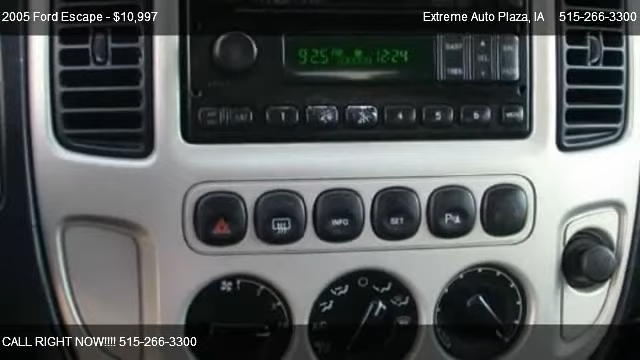 2005 Ford Escape - $10,997
Extreme Auto Plaza, IA 515-266-3300
925 12:24
1 4 5 6
INFO SET P
CALL RIGHT NOW!!!! 515-266-3300